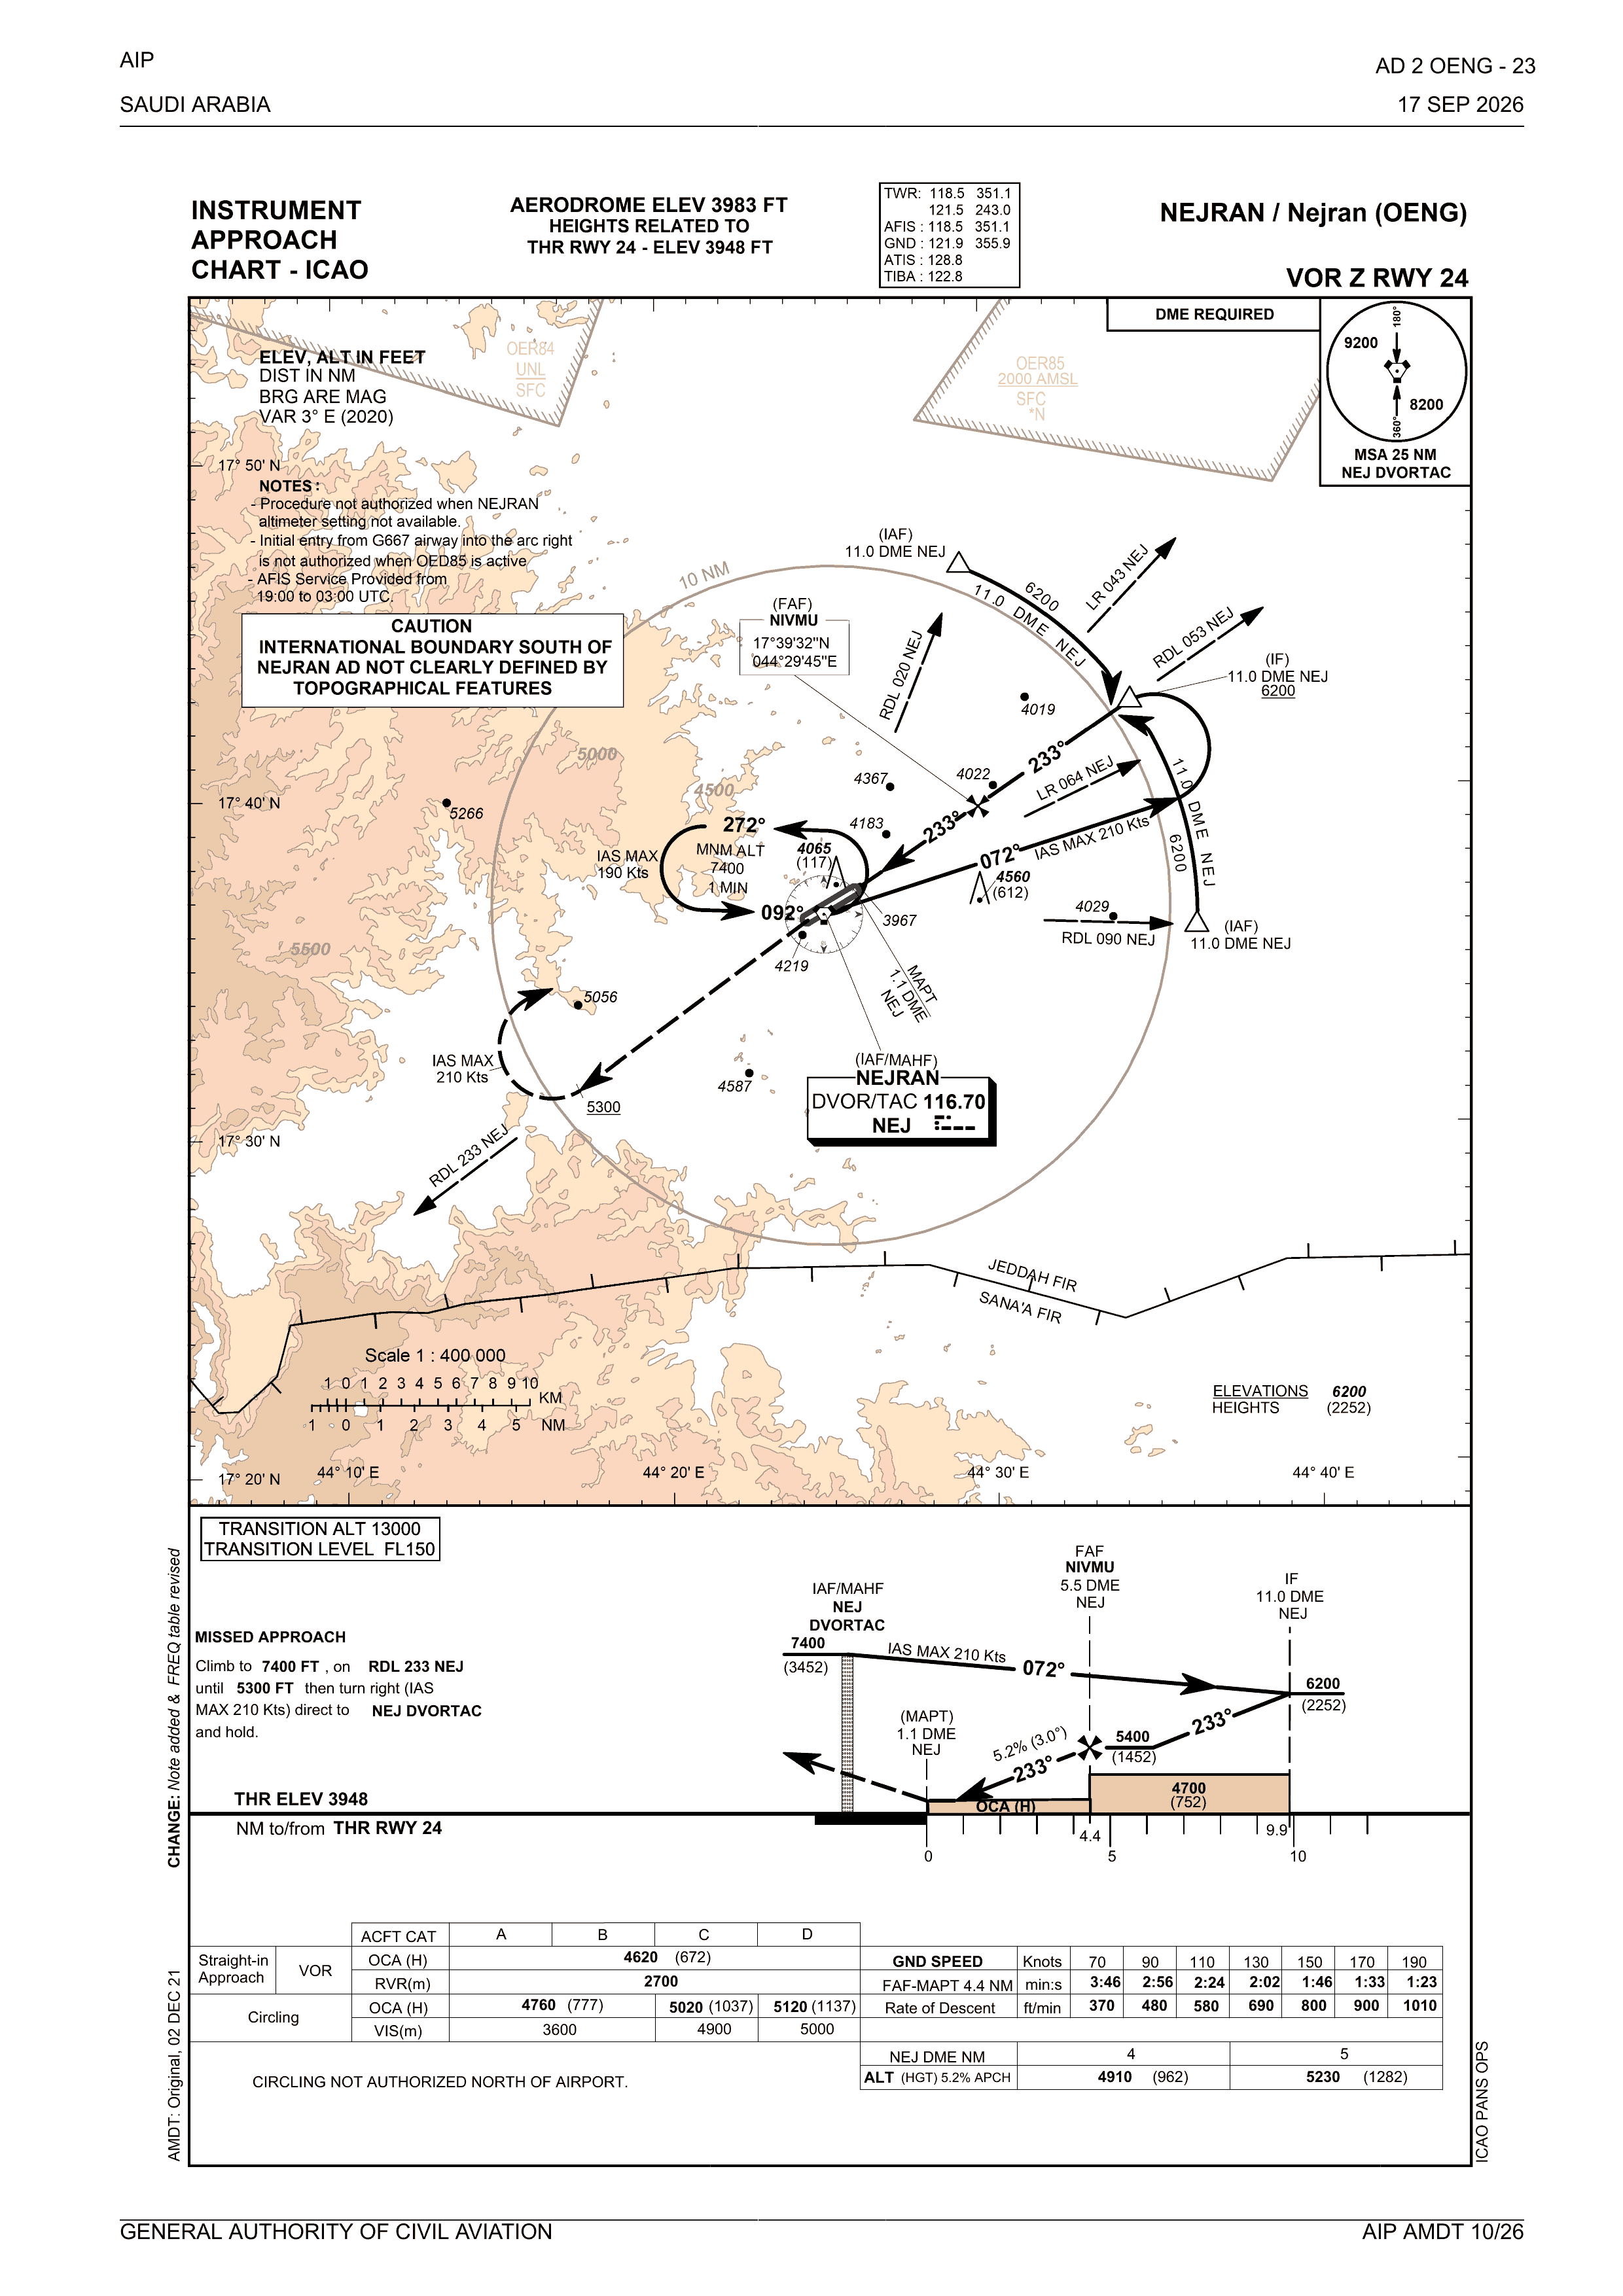 AIP
AD 2 OENG - 23
SAUDI ARABIA
17 SEP 2026
INSTRUMENT
APPROACH
CHART - ICAO
AERODROME ELEV 3983 FT
HEIGHTS RELATED TO
THR RWY 24 - ELEV 3948 FT
TWR: 118.5 351.1
121.5 243.0
AFIS : 118.5 351.1
GND : 121.9 355.9
ATIS : 128.8
TIBA : 122.8
NEJRAN / Nejran (OENG)
VOR Z RWY 24
DME REQUIRED
180°
9200
8200
360°
MSA 25 NM
NEJ DVORTAC
OER84
UNL
SFC
OER85
2000 AMSL
SFC
*N
ELEV, ALT IN FEET
DIST IN NM
BRG ARE MAG
VAR 3° E (2020)
17° 50' N
NOTES :
- Procedure not authorized when NEJRAN
altimeter setting not available.
- Initial entry from G667 airway into the arc right
is not authorized when OED85 is active
- AFIS Service Provided from
19:00 to 03:00 UTC.
CAUTION
INTERNATIONAL BOUNDARY SOUTH OF
NEJRAN AD NOT CLEARLY DEFINED BY
TOPOGRAPHICAL FEATURES
10 NM
(IAF)
11.0 DME NEJ
6200
11.0 DME NEJ
LR 043 NEJ
RDL 053 NEJ
(IF)
11.0 DME NEJ
6200
(FAF)
NIVMU
17°39'32"N
044°29'45"E
RDL 020 NEJ
4019
233°
LR 064 NEJ
11.0 DME NEJ
6200
5000
4500
4367
4022
17° 40' N
5266
4183
233°
272°
MNM ALT
7400
1 MIN
IAS MAX
190 Kts
092°
4065
(117)
072°
IAS MAX 210 Kts
4560
(612)
3967
4029
RDL 090 NEJ
(IAF)
11.0 DME NEJ
5500
4219
MAPT
1.1 DME
NEJ
5056
IAS MAX
210 Kts
5300
4587
(IAF/MAHF)
NEJRAN
DVOR/TAC 116.70
NEJ
17° 30' N
RDL 233 NEJ
JEDDAH FIR
SANA'A FIR
Scale 1 : 400 000
1 0 1 2 3 4 5 6 7 8 9 10
KM
1 0 1 2 3 4 5 NM
ELEVATIONS 6200
HEIGHTS (2252)
17° 20' N
44° 10' E
44° 20' E
44° 30' E
44° 40' E
TRANSITION ALT 13000
TRANSITION LEVEL FL150
MISSED APPROACH
Climb to 7400 FT , on RDL 233 NEJ
until 5300 FT then turn right (IAS
MAX 210 Kts) direct to NEJ DVORTAC
and hold.
IAF/MAHF
NEJ
DVORTAC
7400
(3452)
IAS MAX 210 Kts
072°
FAF
NIVMU
5.5 DME
NEJ
IF
11.0 DME
NEJ
6200
(2252)
(MAPT)
1.1 DME
NEJ
5.2% (3.0°)
233°
5400
(1452)
233°
4700
(752)
OCA (H)
THR ELEV 3948
NM to/from THR RWY 24
4.4
9.9
0
5
10
ACFT CAT A B C D
Straight-in
Approach
VOR
OCA (H) 4620 (672)
RVR(m) 2700
Circling
OCA (H) 4760 (777) 5020 (1037) 5120 (1137)
VIS(m) 3600 4900 5000
CIRCLING NOT AUTHORIZED NORTH OF AIRPORT.
GND SPEED Knots 70 90 110 130 150 170 190
FAF-MAPT 4.4 NM min:s 3:46 2:56 2:24 2:02 1:46 1:33 1:23
Rate of Descent ft/min 370 480 580 690 800 900 1010
NEJ DME NM 4 5
ALT (HGT) 5.2% APCH 4910 (962) 5230 (1282)
CHANGE: Note added & FREQ table revised
AMDT: Original, 02 DEC 21
ICAO PANS OPS
GENERAL AUTHORITY OF CIVIL AVIATION
AIP AMDT 10/26